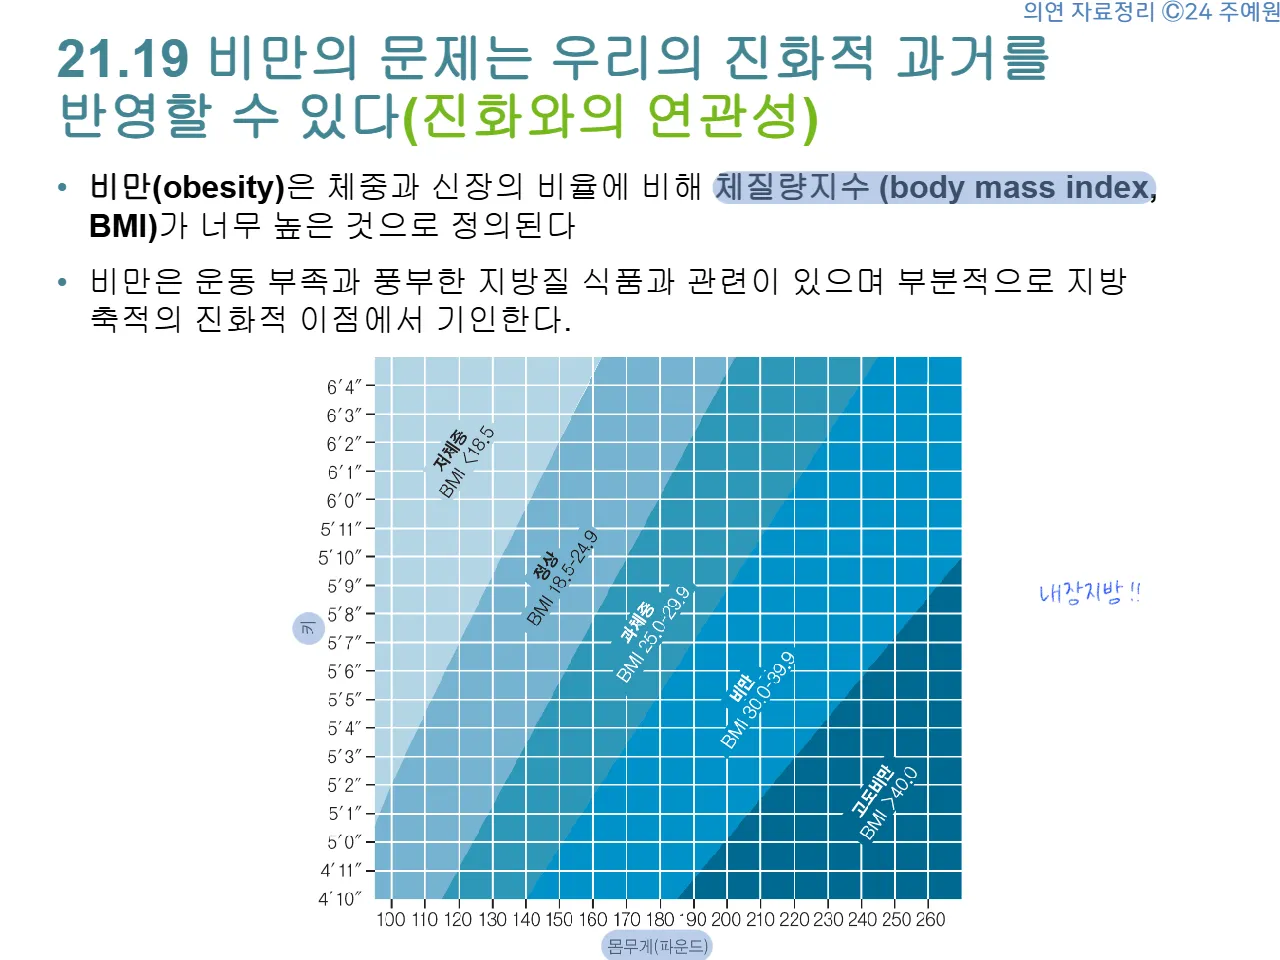 의연 자료정리 ©24 주예원
21.19 비만의 문제는 우리의 진화적 과거를
반영할 수 있다(진화와의 연관성)
• 비만(obesity)은 체중과 신장의 비율에 비해 체질량지수 (body mass index,
BMI)가 너무 높은 것으로 정의된다
• 비만은 운동 부족과 풍부한 지방질 식품과 관련이 있으며 부분적으로 지방
축적의 진화적 이점에서 기인한다.
6′4″
6′3″
6′2″
6′1″
6′0″
5′11″
5′10″
5′9″
5′8″
5′7″
5′6″
5′5″
5′4″
5′3″
5′2″
5′1″
5′0″
4′11″
4′10″
키
저체중
BMI <18.5
정상
BMI 18.5-24.9
과체중
BMI 25.0-29.9
비만
BMI 30.0-39.9
고도비만
BMI >40.0
내장지방!!
100 110 120 130 140 150 160 170 180 190 200 210 220 230 240 250 260
몸무게(파운드)